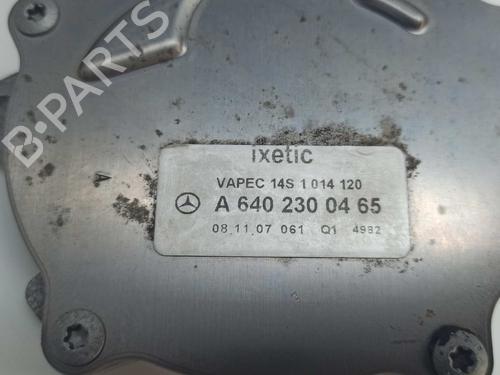 B-PARTS
ixetic
VAPEC 14S 1 014 120
A 640 230 04 65
08.11.07 061 Q1 4982
A